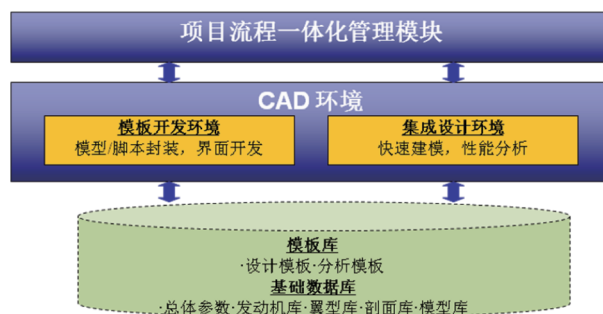 项目流程一体化管理模块
CAD 环境
模板开发环境
模型/脚本封装，界面开发
集成设计环境
快速建模，性能分析
模板库
·设计模板·分析模板
基础数据库
·总体参数·发动机库·翼型库·剖面库·模型库